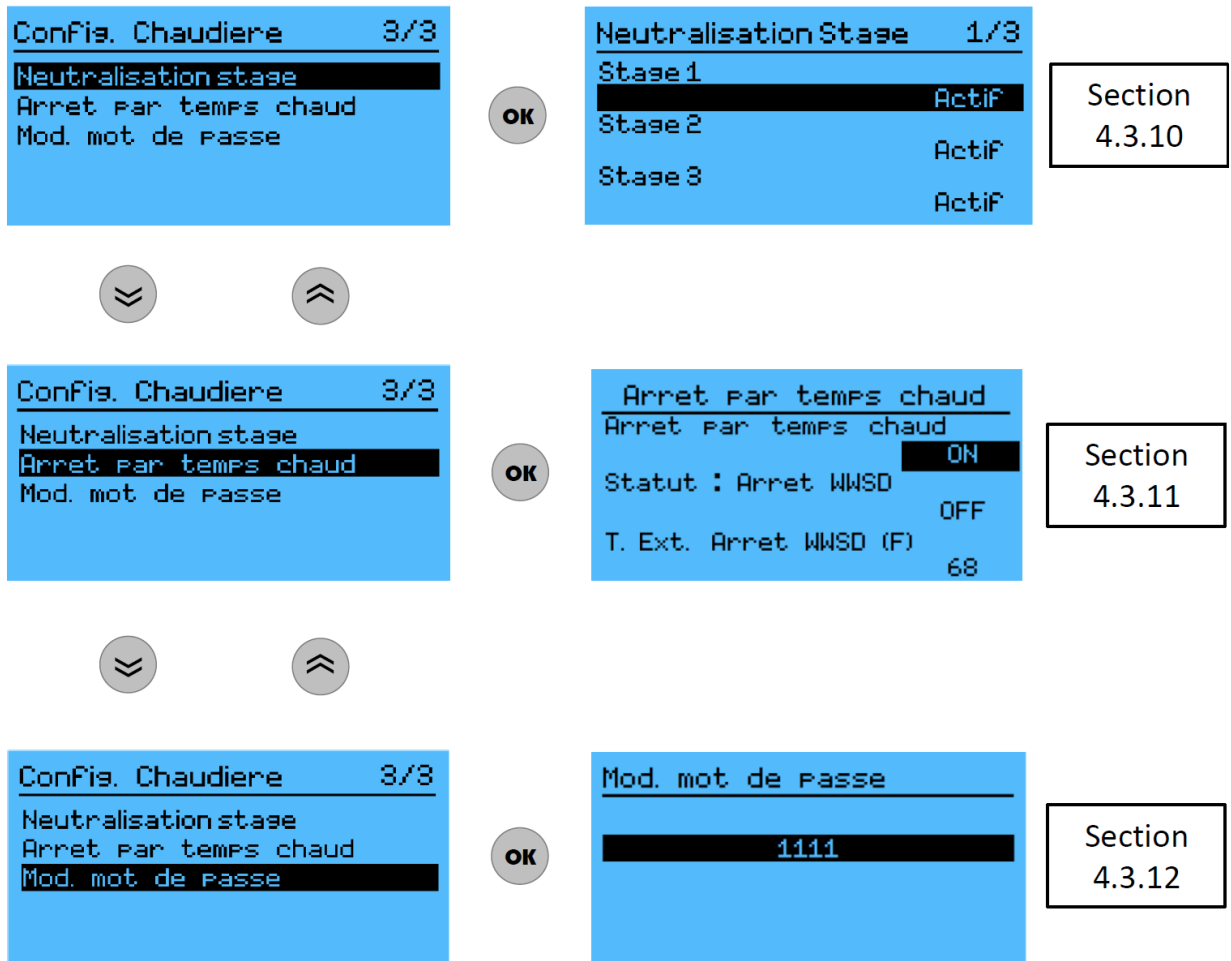 Config. Chaudiere 3/3
Neutralisation stage
Arret par temps chaud
Mod. mot de passe
OK
Neutralisation Stage 1/3
Stage 1
Actif
Stage 2
Actif
Stage 3
Actif
Section
4.3.10
Config. Chaudiere 3/3
Neutralisation stage
Arret par temps chaud
Mod. mot de passe
OK
Arret par temps chaud
Arret par temps chaud
ON
Statut : Arret WWSD
OFF
T. Ext. Arret WWSD (F)
68
Section
4.3.11
Config. Chaudiere 3/3
Neutralisation stage
Arret par temps chaud
Mod. mot de passe
OK
Mod. mot de passe
1111
Section
4.3.12